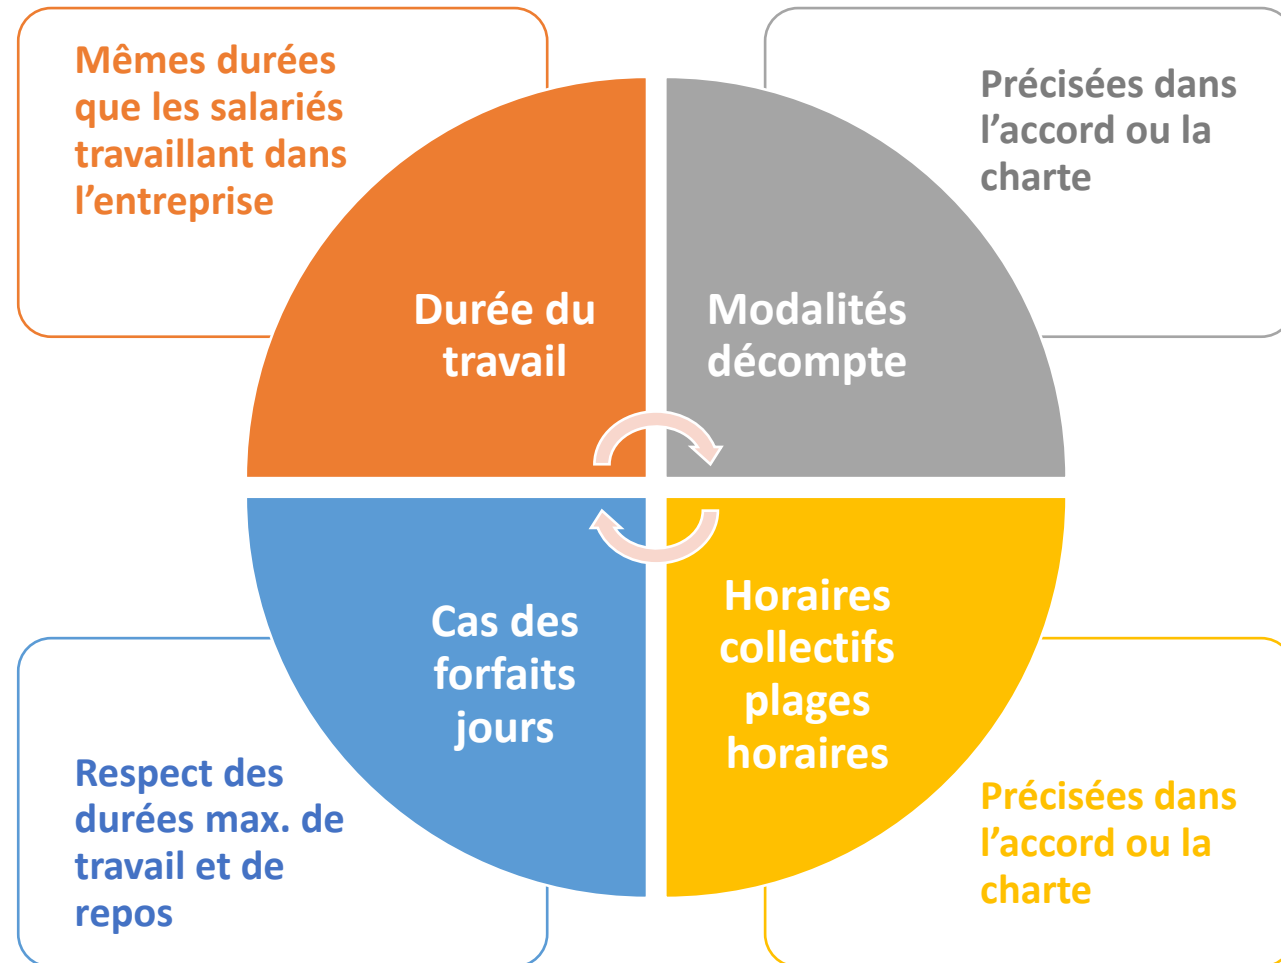 Mêmes durées
que les salariés
travaillant dans
l’entreprise
Précisées dans
l’accord ou la
charte
Durée du
travail
Modalités
décompte
Cas des
forfaits
jours
Horaires
collectifs
plages
horaires
Respect des
durées max. de
travail et de
repos
Précisées dans
l’accord ou la
charte